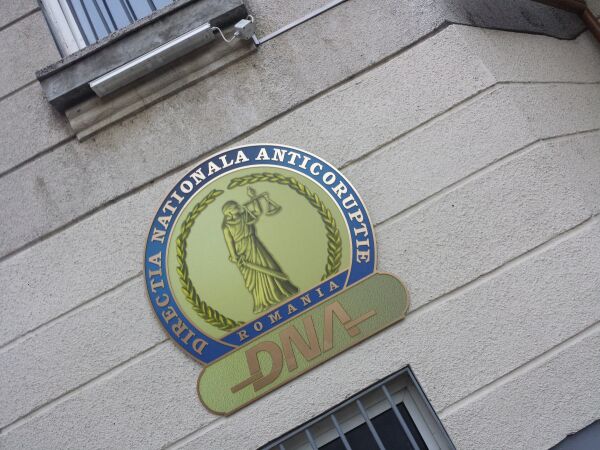 DIRECTIA NATIONALA ANTICORUPTIE
ROMANIA
DNA